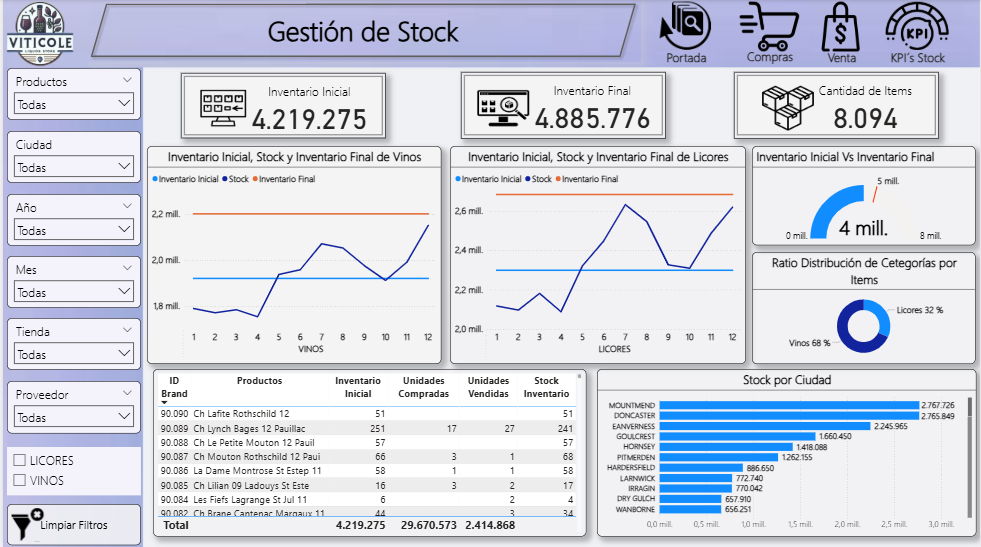 VITICOLE
LIQUOR STORE
Gestión de Stock
Portada
Compras
Venta
KPI
KPI´s Stock
Productos
Todas
Ciudad
Todas
Año
Todas
Mes
Todas
Tienda
Todas
Proveedor
Todas
LICORES
VINOS
Limpiar Filtros
Inventario Inicial
4.219.275
Inventario Final
4.885.776
Cantidad de Items
8.094
Inventario Inicial, Stock y Inventario Final de Vinos
Inventario Inicial Stock Inventario Final
2,2 mill.
2,0 mill.
1,8 mill.
1 2 3 4 5 6 7 8 9 10 11 12
VINOS
Inventario Inicial, Stock y Inventario Final de Licores
Inventario Inicial Stock Inventario Final
2,6 mill.
2,4 mill.
2,2 mill.
2,0 mill.
1 2 3 4 5 6 7 8 9 10 11 12
LICORES
Inventario Inicial Vs Inventario Final
5 mill.
4 mill.
0 mill. 8 mill.
Ratio Distribución de Cetegorías por
Items
Licores 32 %
Vinos 68 %
ID Productos Inventario Unidades Unidades Stock
Brand Inicial Compradas Vendidas Inventario
90.090 Ch Lafite Rothschild 12 51 51
90.089 Ch Lynch Bages 12 Pauillac 251 17 27 241
90.088 Ch Le Petite Mouton 12 Pauil 57 57
90.087 Ch Mouton Rothschild 12 Paui 66 3 1 68
90.086 La Dame Montrose St Estep 11 58 1 1 58
90.085 Ch Lilian 09 Ladouys St Este 16 3 2 17
90.084 Les Fiefs Lagrange St Jul 11 6 2 4
90.082 Ch Brane Cantenac Margaux 11 44 3 34
Total 4.219.275 29.670.573 2.414.868
Stock por Ciudad
MOUNTMEND 2.767.726
DONCASTER 2.765.849
EANVERNESS 2.245.965
GOULCREST 1.660.450
HORNSEY 1.418.088
PITMERDEN 1.262.155
HARDERSFIELD 886.650
LARNWICK 772.740
IRRAGIN 770.042
DRY GULCH 657.910
WANBORNE 656.251
0,0 mill. 0,5 mill. 1,0 mill. 1,5 mill. 2,0 mill. 2,5 mill. 3,0 mill.